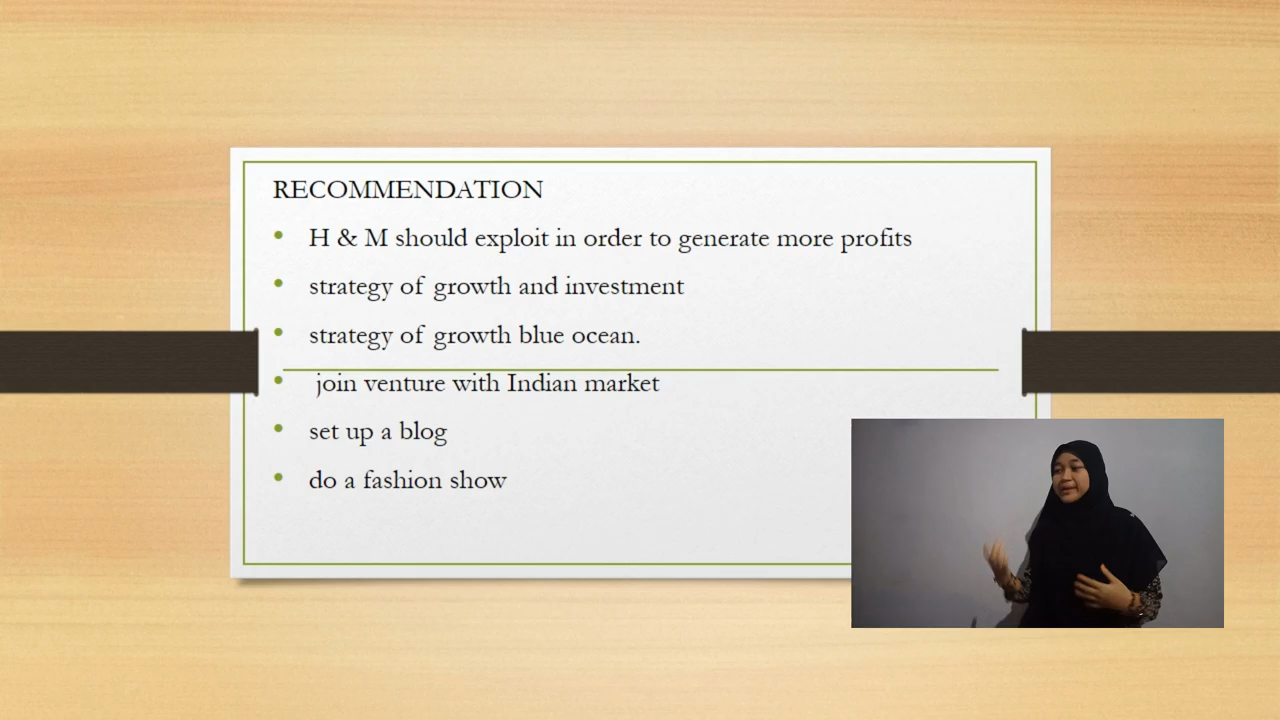 RECOMMENDATION
• H & M should exploit in order to generate more profits
• strategy of growth and investment
• strategy of growth blue ocean.
• join venture with Indian market
• set up a blog
• do a fashion show